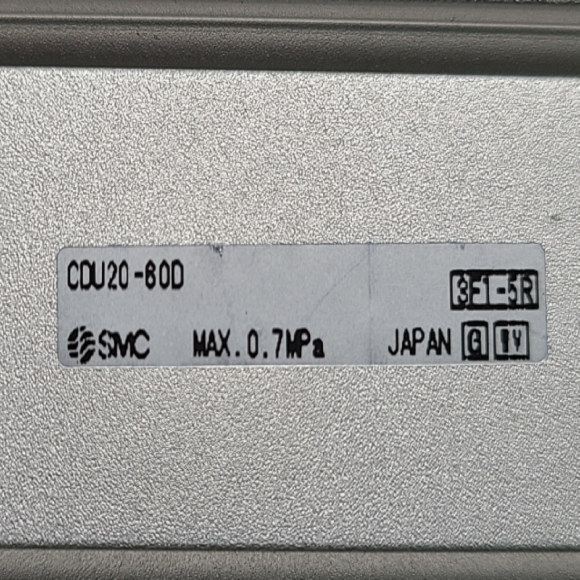 CDU20-60D
3F1-5R
SMC MAX.0.7MPa JAPAN G